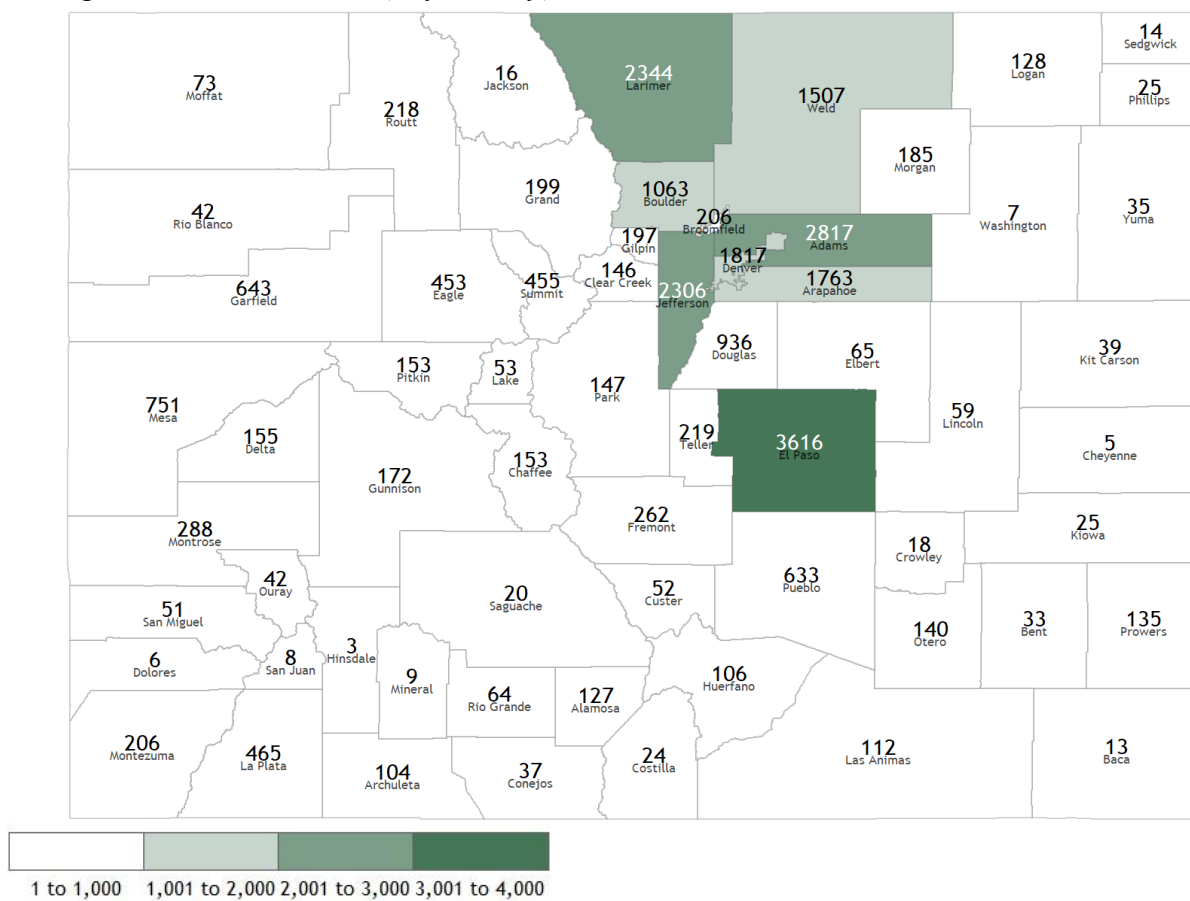 14
Sedgwick
128
Logan
16
Jackson
2344
Larimer
73
Moffat
25
Phillips
1507
Weld
218
Routt
185
Morgan
199
Grand
1063
Boulder
42
Rio Blanco
206
Broomfield
7
Washington
35
Yuma
197
Gilpin
2817
Adams
1817
Denver
146
Clear Creek
643
Garfield
453
Eagle
455
Summit
2306
Jefferson
1763
Arapahoe
936
Douglas
65
Elbert
39
Kit Carson
153
Pitkin
53
Lake
147
Park
751
Mesa
59
Lincoln
155
Delta
219
Teller
3616
El Paso
5
Cheyenne
172
Gunnison
153
Chaffee
262
Fremont
288
Montrose
25
Kiowa
18
Crowley
42
Ouray
20
Saguache
52
Custer
633
Pueblo
51
San Miguel
140
Otero
33
Bent
135
Prowers
6
Dolores
8
San Juan
3
Hinsdale
9
Mineral
64
Rio Grande
127
Alamosa
106
Huerfano
206
Montezuma
465
La Plata
104
Archuleta
37
Conejos
24
Costilla
112
Las Animas
13
Baca
1 to 1,000 1,001 to 2,000 2,001 to 3,000 3,001 to 4,000